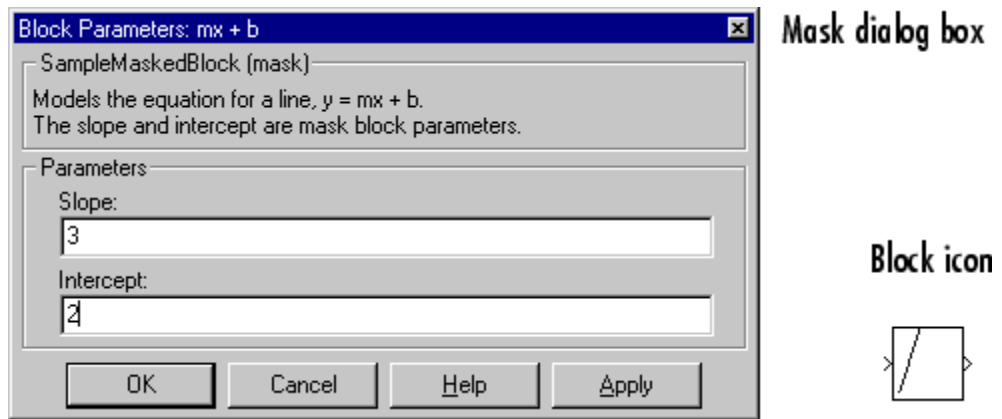 Block Parameters: mx + b
Mask dialog box
SampleMaskedBlock (mask)
Models the equation for a line, y = mx + b.
The slope and intercept are mask block parameters.
Parameters
Slope:
3
Intercept:
2
Block icon
OK Cancel Help Apply